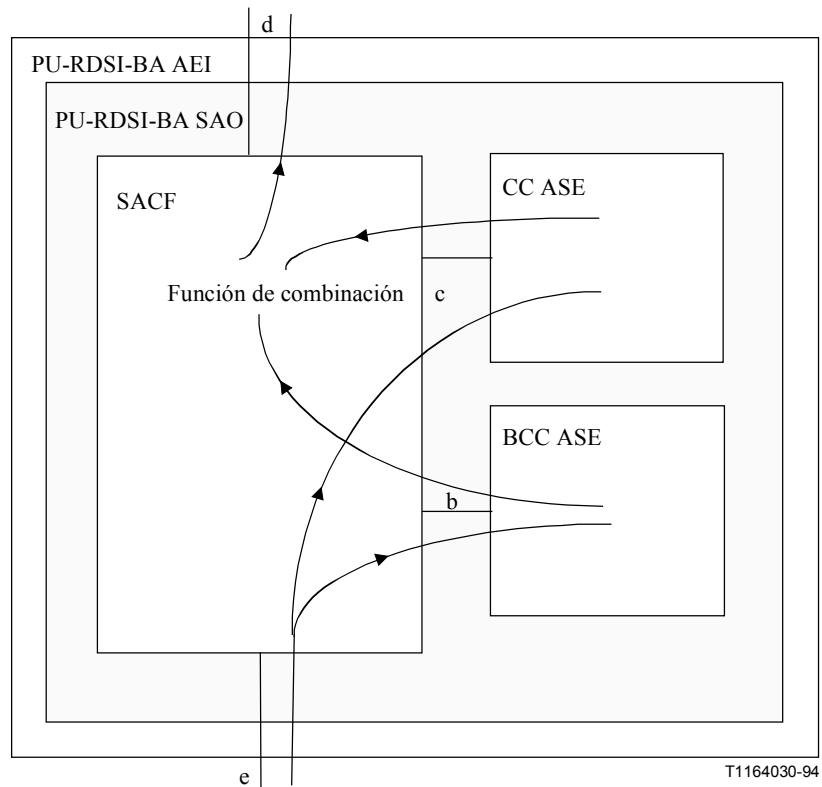 d
PU-RDSI-BA AEI
PU-RDSI-BA SAO
SACF
CC ASE
Función de combinación
c
BCC ASE
b
e
T1164030-94